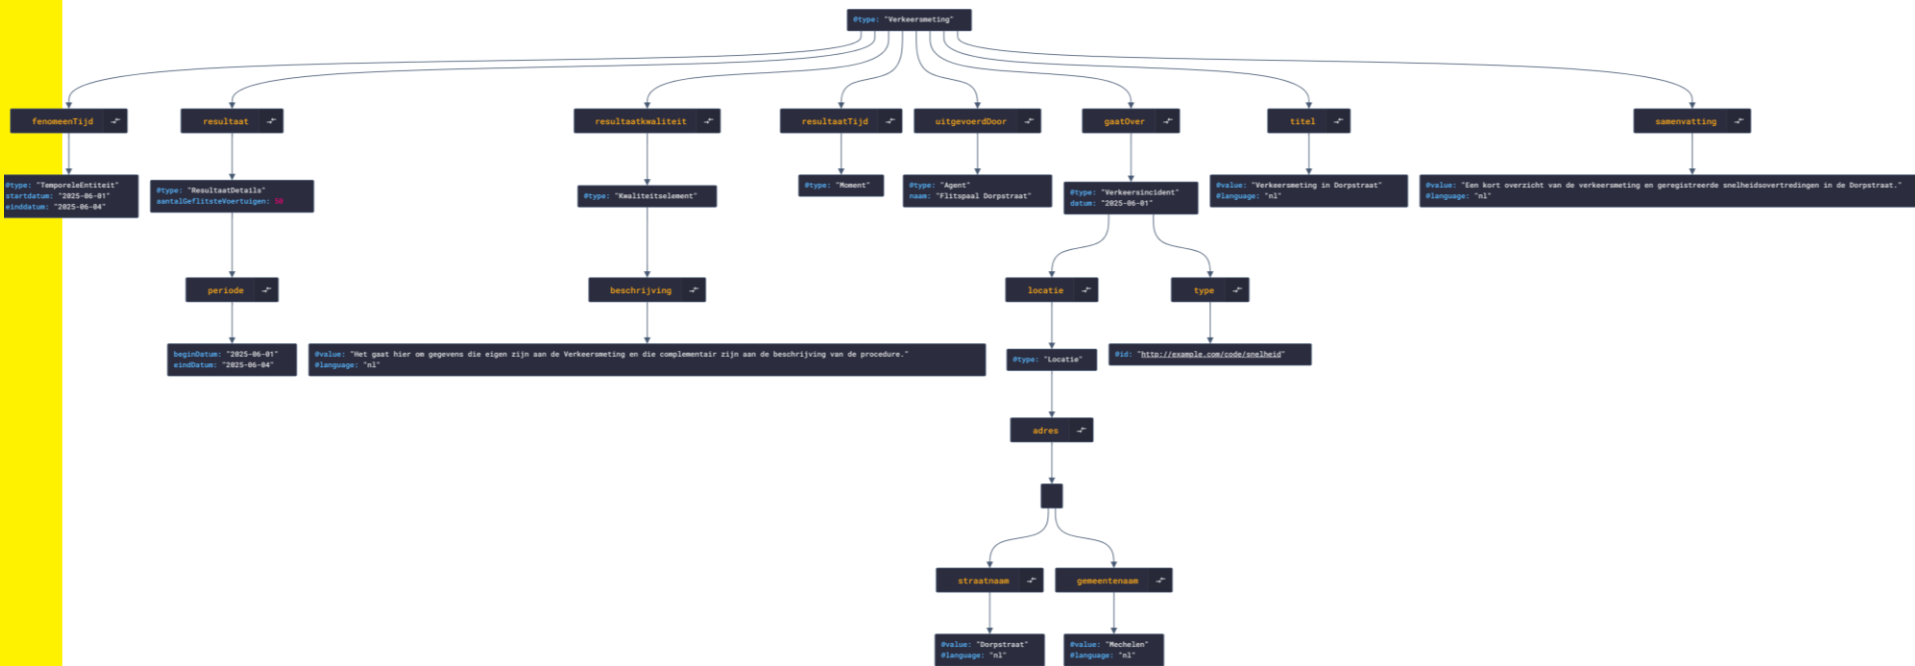 @type: "Verkeersmeting"
fenomeenTijd
resultaat
resultaatkwaliteit
resultaatTijd
uitgevoerdDoor
gaatOver
titel
samenvatting
@type: "TemporeleEntiteit"
startdatum: "2025-06-01"
einddatum: "2025-06-04"
@type: "ResultaatDetails"
aantalGeflitsteVoertuigen: 50
@type: "Kwaliteitselement"
@type: "Moment"
@type: "Agent"
naam: "Flitspaal Dorpstraat"
@type: "Verkeersincident"
datum: "2025-06-01"
@value: "Verkeersmeting in Dorpstraat"
@language: "nl"
@value: "Een kort overzicht van de verkeersmeting en geregistreerde snelheidsovertredingen in de Dorpstraat."
@language: "nl"
periode
beschrijving
locatie
type
beginDatum: "2025-06-01"
eindDatum: "2025-06-04"
@value: "Het gaat hier om gegevens die eigen zijn aan de Verkeersmeting en die complementair zijn aan de beschrijving van de procedure."
@language: "nl"
@type: "Locatie"
@id: "http://example.com/code/snelheid"
adres
straatnaam
gemeentenaam
@value: "Dorpstraat"
@language: "nl"
@value: "Mechelen"
@language: "nl"